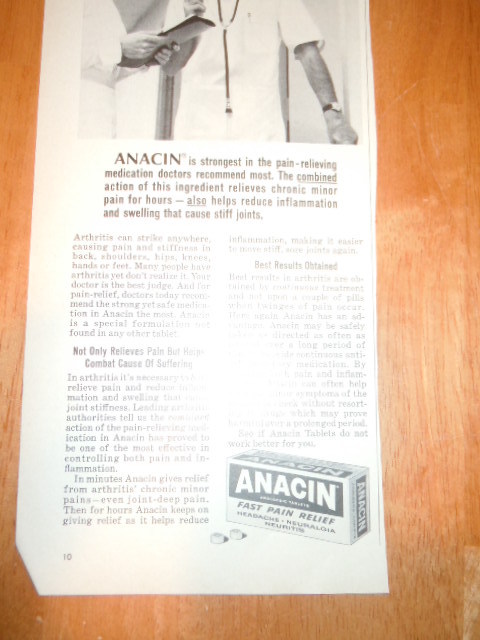 ANACIN® is strongest in the pain-relieving
medication doctors recommend most. The combined
action of this ingredient relieves chronic minor
pain for hours — also helps reduce inflammation
and swelling that cause stiff joints.
Arthritis can strike anywhere,
causing pain and stiffness in
back, shoulders, hips, knees,
hands or feet. Many people have
arthritis yet don't realize it. Your
doctor is the best judge. And for
pain-relief, doctors today recom-
mend the strong yet safe medica-
tion in Anacin the most. Anacin
is a special formulation not
found in any other tablet.
Not Only Relieves Pain But Helps
Combat Cause Of Suffering
In arthritis it's necessary
relieve pain and reduce
mation and swelling that
joint stiffness. Leading
authorities tell us the
action of the pain-relieving med-
ication in Anacin has proved to
be one of the most effective in
controlling both pain and in-
flammation.
In minutes Anacin gives relief
from arthritis' chronic minor
pains—even joint-deep pain.
Then for hours Anacin keeps on
giving relief as it helps reduce
inflammation, making it easier
to move stiff, sore joints again.
Best Results Obtained
Best results in arthritis are ob-
tained by continuous treatment
and not upon a couple of pills
when twinges of pain occur.
Here again Anacin has an ad-
Anacin may be safely
directed as often as
over a long period of
continuous anti-
medication. By
pain and inflam-
can often help
symptoms of the
work without resort-
which may prove
over a prolonged period.
See if Anacin Tablets do not
work better for you.
ANACIN
ANACIN®
ANALGESIC TABLETS
FAST PAIN RELIEF
HEADACHE • NEURALGIA
NEURITIS
ANACIN
10